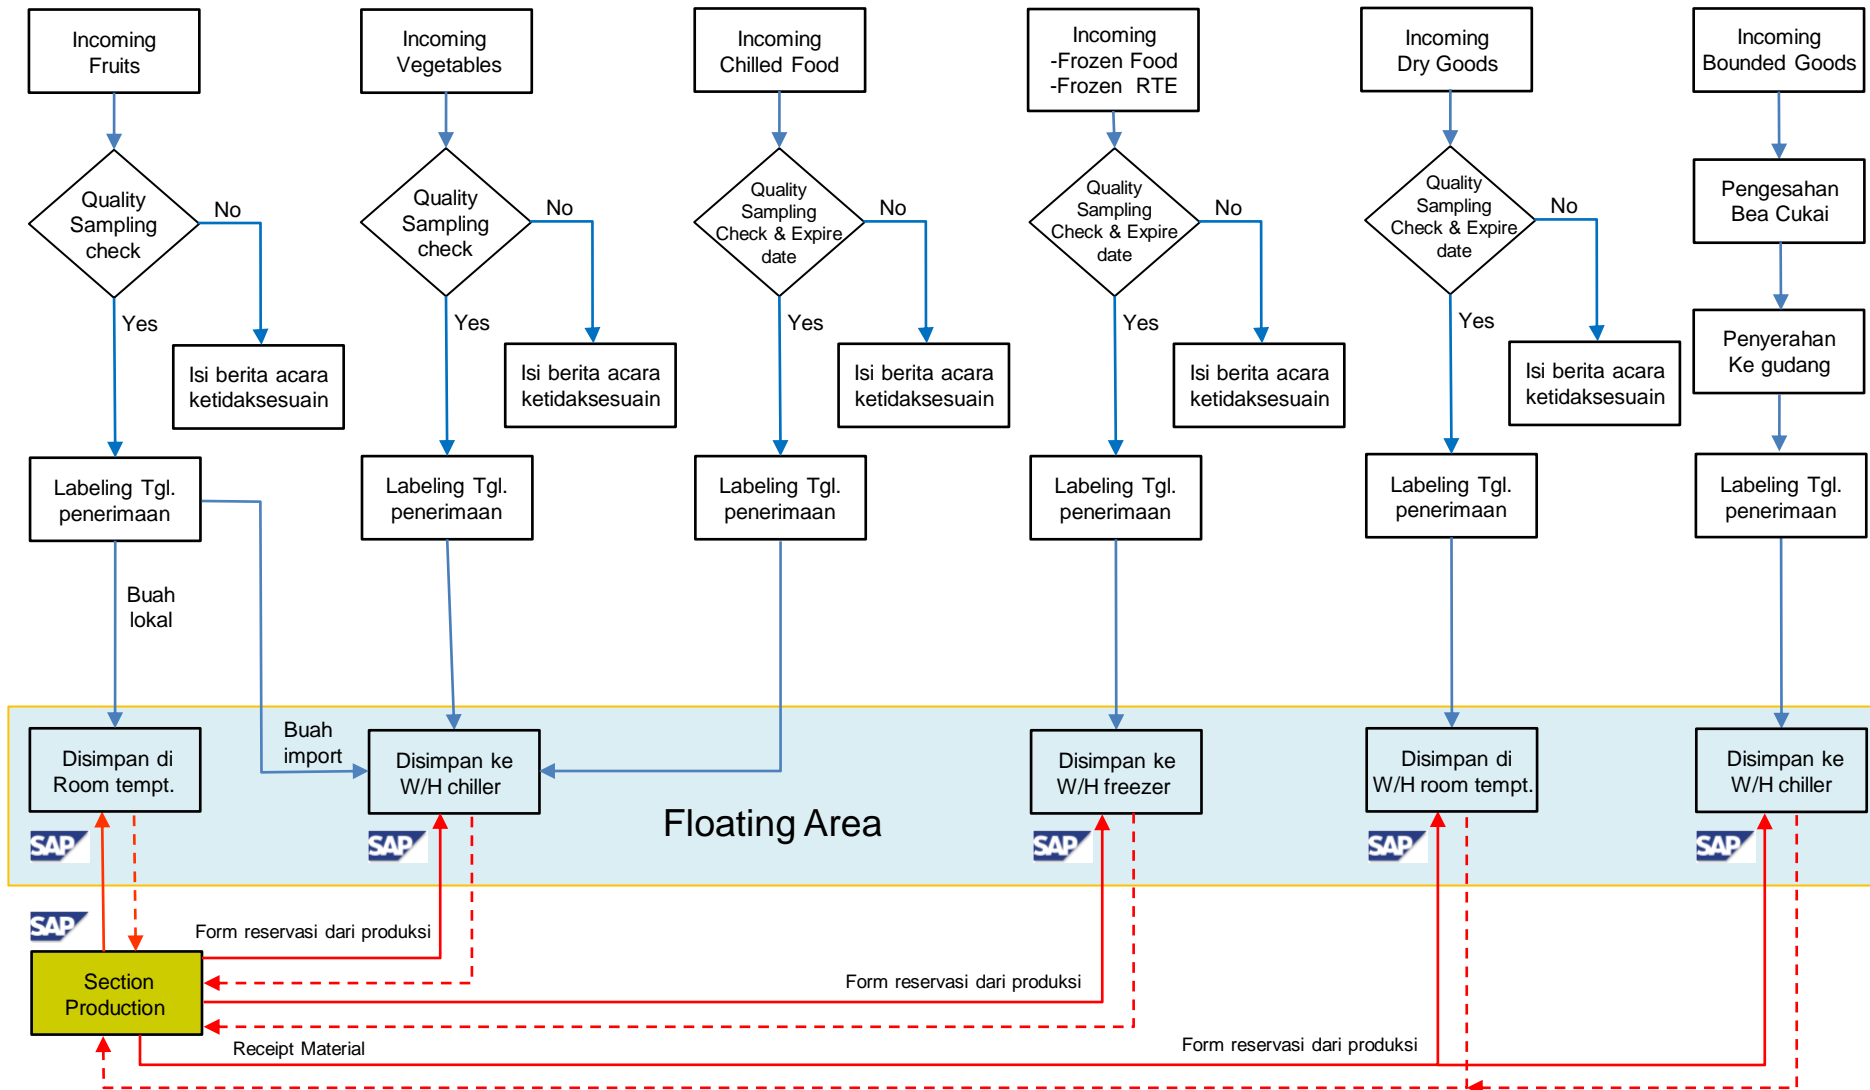 Incoming
Fruits
Incoming
Vegetables
Incoming
Chilled Food
Incoming
-Frozen Food
-Frozen RTE
Incoming
Dry Goods
Incoming
Bounded Goods
Quality
Sampling
check
No
Yes
Quality
Sampling
check
No
Yes
Quality
Sampling
Check & Expire
date
No
Yes
Quality
Sampling
Check & Expire
date
No
Yes
Quality
Sampling
Check & Expire
date
No
Yes
Pengesahan
Bea Cukai
Isi berita acara
ketidaksesuain
Isi berita acara
ketidaksesuain
Isi berita acara
ketidaksesuain
Isi berita acara
ketidaksesuain
Isi berita acara
ketidaksesuain
Penyerahan
Ke gudang
Labeling Tgl.
penerimaan
Labeling Tgl.
penerimaan
Labeling Tgl.
penerimaan
Labeling Tgl.
penerimaan
Labeling Tgl.
penerimaan
Labeling Tgl.
penerimaan
Buah
lokal
Buah
import
Disimpan di
Room tempt.
Disimpan ke
W/H chiller
Disimpan ke
W/H freezer
Disimpan di
W/H room tempt.
Disimpan ke
W/H chiller
Floating Area
SAP
SAP
SAP
SAP
SAP
SAP
Section
Production
Form reservasi dari produksi
Form reservasi dari produksi
Receipt Material
Form reservasi dari produksi